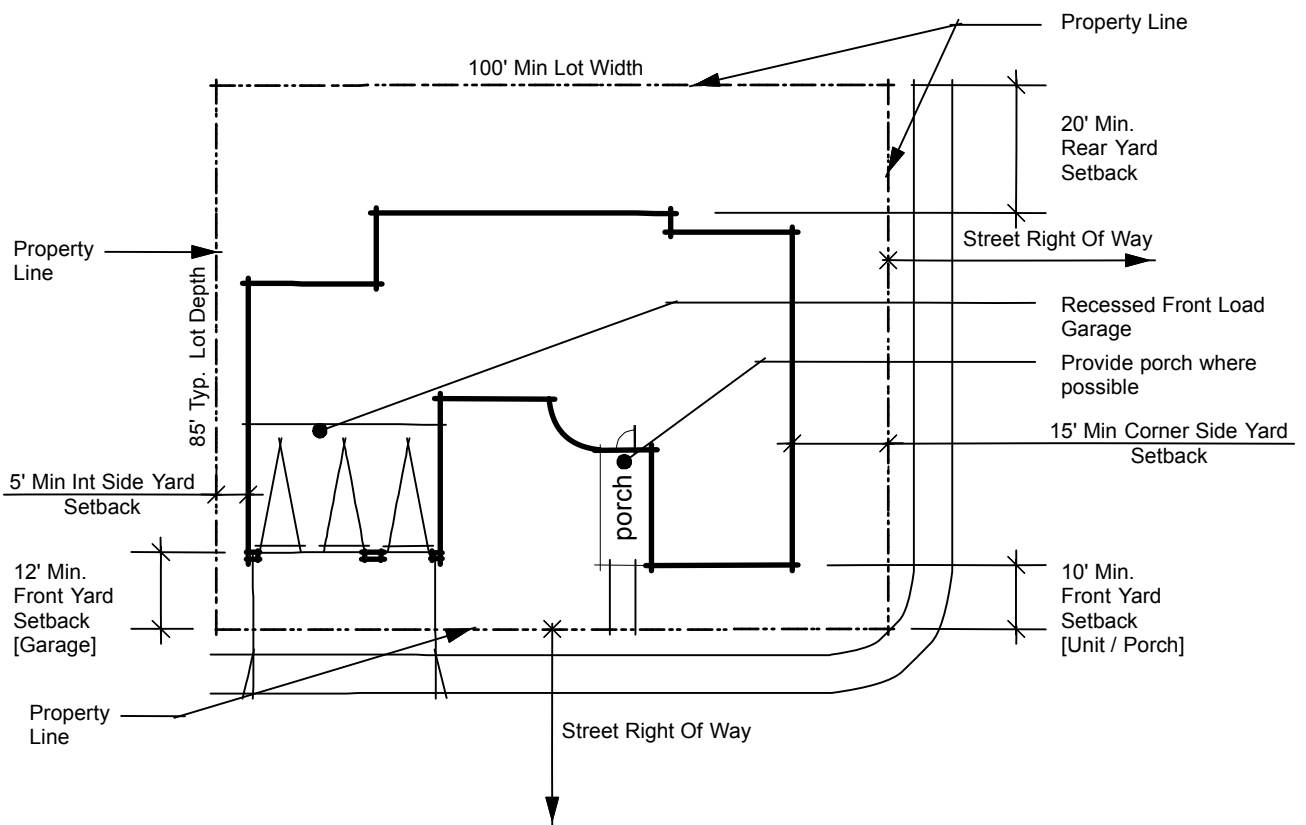 Property Line
100' Min Lot Width
20' Min.
Rear Yard
Setback
Property
Line
Street Right Of Way
85' Typ. Lot Depth
Recessed Front Load
Garage
Provide porch where
possible
15' Min Corner Side Yard
Setback
5' Min Int Side Yard
Setback
porch
12' Min.
Front Yard
Setback
[Garage]
10' Min.
Front Yard
Setback
[Unit / Porch]
Property
Line
Street Right Of Way